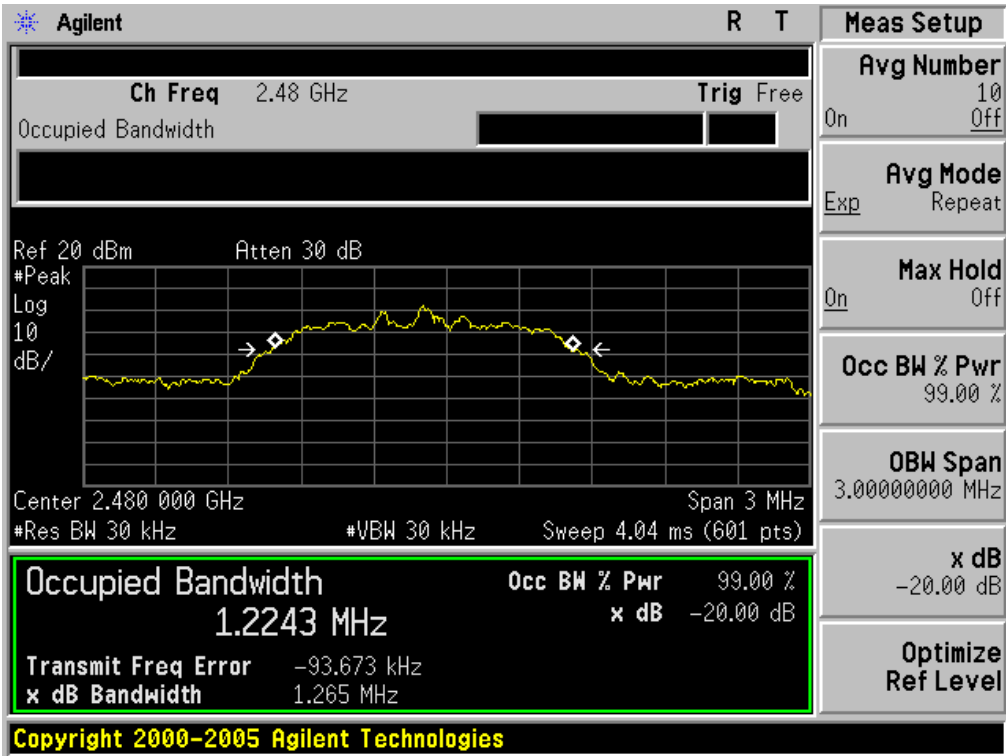 Agilent R T
Ch Freq 2.48 GHz Trig Free
Occupied Bandwidth
Ref 20 dBm Atten 30 dB
#Peak
Log
10
dB/
Center 2.480 000 GHz Span 3 MHz
#Res BW 30 kHz #VBW 30 kHz Sweep 4.04 ms (601 pts)
Occupied Bandwidth Occ BW % Pwr 99.00 %
1.2243 MHz x dB -20.00 dB
Transmit Freq Error -93.673 kHz
x dB Bandwidth 1.265 MHz
Copyright 2000-2005 Agilent Technologies
Meas Setup
Avg Number
10
On Off
Avg Mode
Exp Repeat
Max Hold
On Off
Occ BW % Pwr
99.00 %
OBW Span
3.00000000 MHz
x dB
-20.00 dB
Optimize
Ref Level